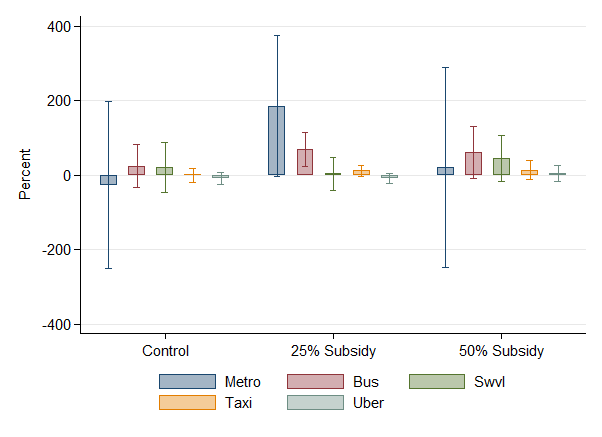 400
200
0
-200
-400
Percent
Control 25% Subsidy 50% Subsidy
Metro Bus Swvl
Taxi Uber